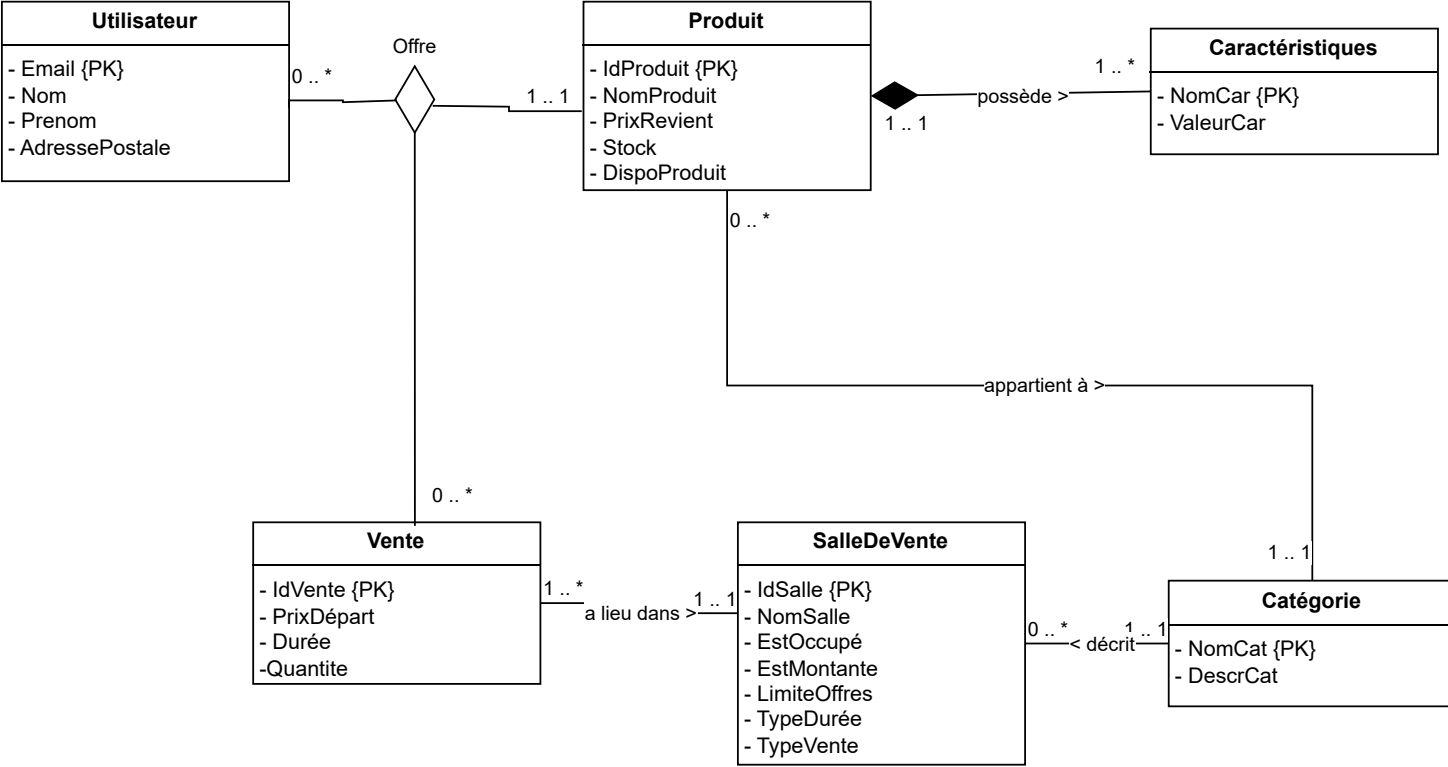 Utilisateur
- Email {PK}
- Nom
- Prenom
- AdressePostale
0 .. *
Offre
1 .. 1
Produit
- IdProduit {PK}
- NomProduit
- PrixRevient
- Stock
- DispoProduit
1 .. 1
possède >
1 .. *
Caractéristiques
- NomCar {PK}
- ValeurCar
0 .. *
appartient à >
1 .. 1
0 .. *
Vente
- IdVente {PK}
- PrixDépart
- Durée
-Quantite
1 .. *
a lieu dans >
1 .. 1
SalleDeVente
- IdSalle {PK}
- NomSalle
- EstOccupé
- EstMontante
- LimiteOffres
- TypeDurée
- TypeVente
0 .. *
< décrit
1 .. 1
Catégorie
- NomCat {PK}
- DescrCat